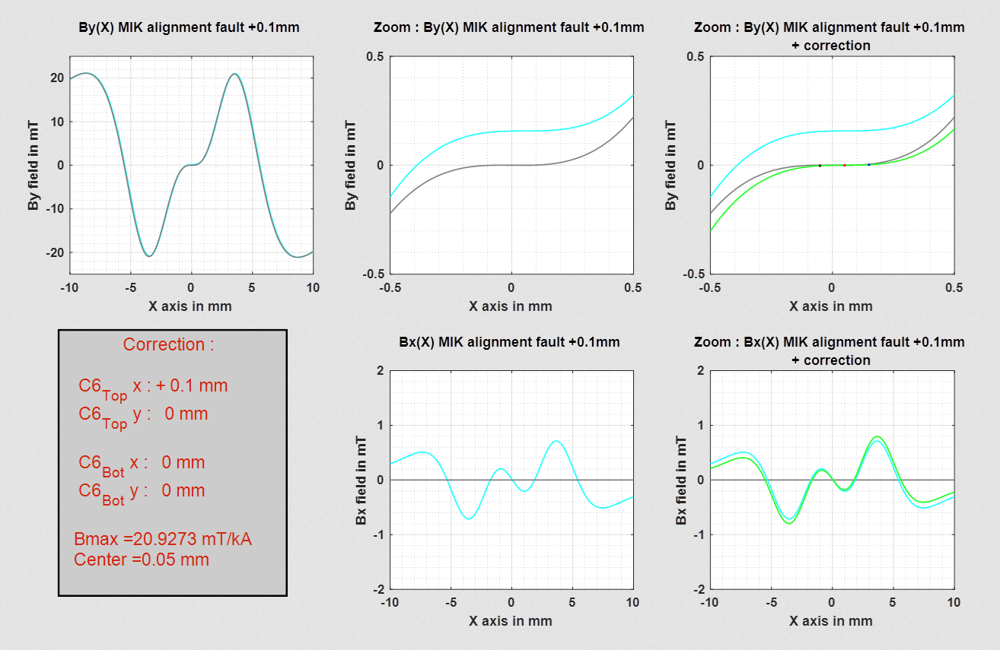 By(X) MIK alignment fault +0.1mm
By field in mT
20
10
0
-10
-20
-10 -5 0 5 10
X axis in mm
Zoom : By(X) MIK alignment fault +0.1mm
By field in mT
0.5
0
-0.5
-0.5 0 0.5
X axis in mm
Zoom : By(X) MIK alignment fault +0.1mm
+ correction
By field in mT
0.5
0
-0.5
-0.5 0 0.5
X axis in mm
Correction :
C6Top x : + 0.1 mm
C6Top y : 0 mm
C6Bot x : 0 mm
C6Bot y : 0 mm
Bmax =20.9273 mT/kA
Center =0.05 mm
Bx(X) MIK alignment fault +0.1mm
Bx field in mT
2
1
0
-1
-2
-10 -5 0 5 10
X axis in mm
Zoom : Bx(X) MIK alignment fault +0.1mm
+ correction
Bx field in mT
2
1
0
-1
-2
-10 -5 0 5 10
X axis in mm